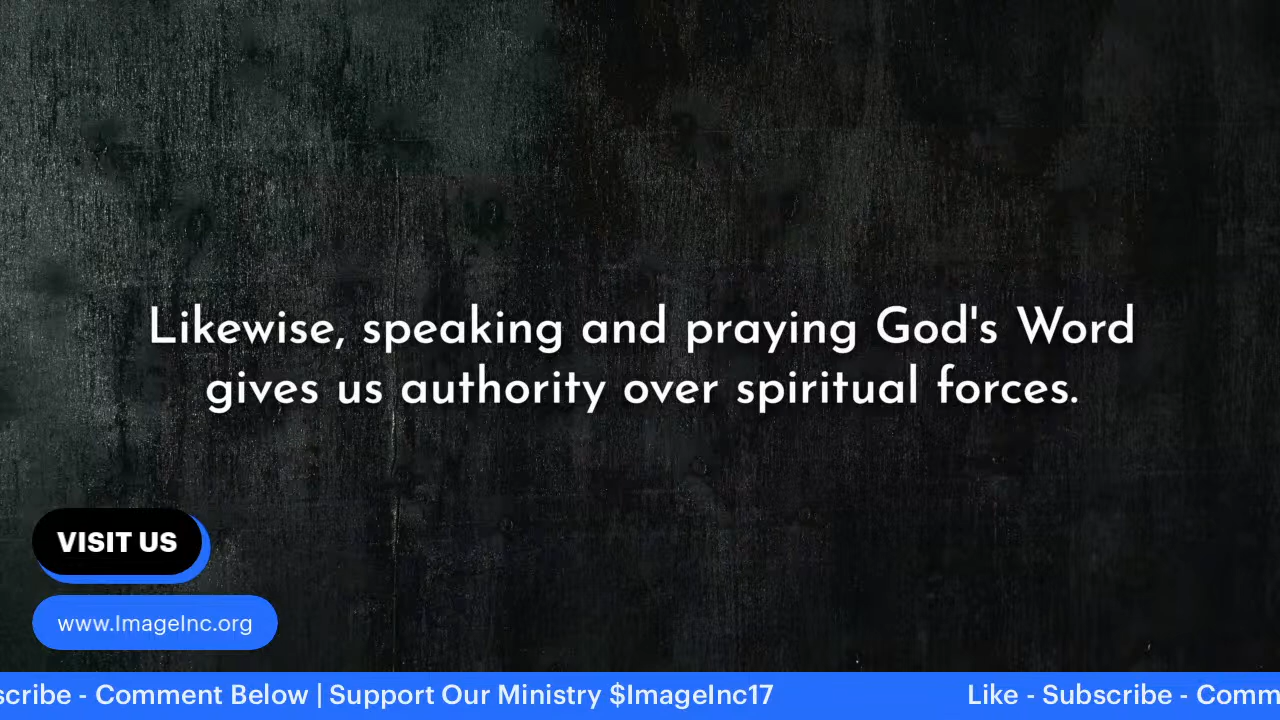 Likewise, speaking and praying God's Word
gives us authority over spiritual forces.
VISIT US
www.ImageInc.org
scribe - Comment Below | Support Our Ministry $ImageInc17 Like - Subscribe - Comm